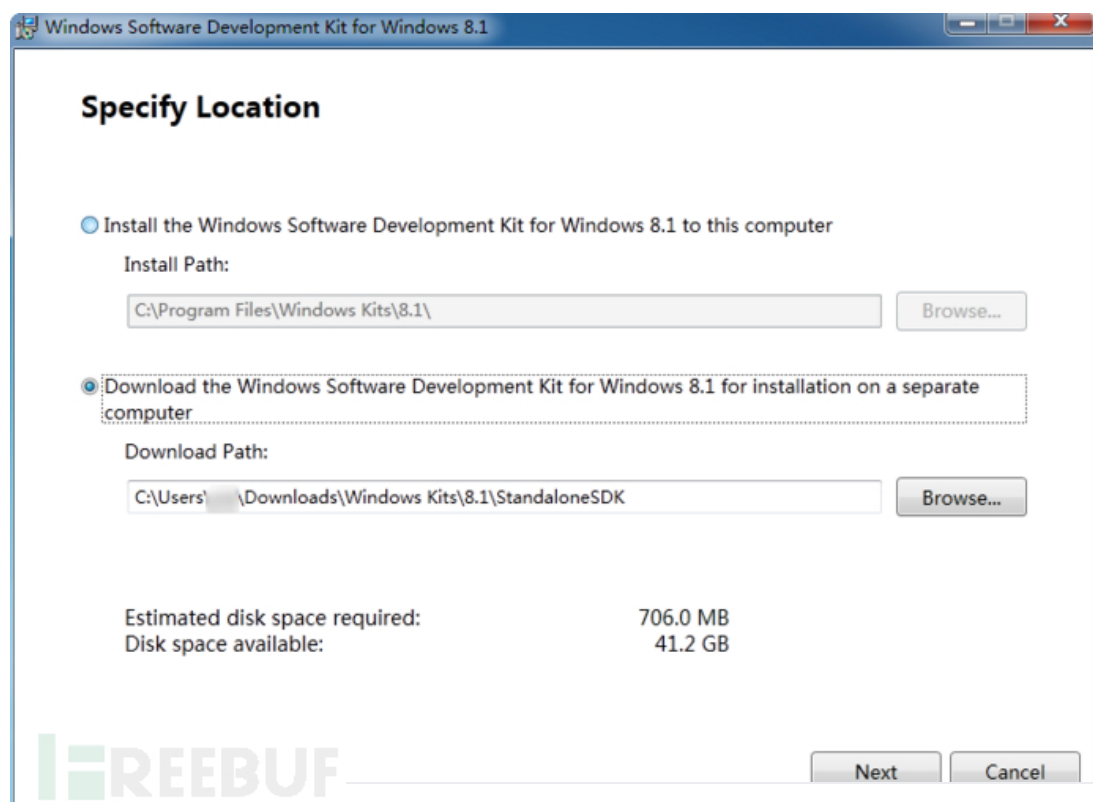 Windows Software Development Kit for Windows 8.1
Specify Location
Install the Windows Software Development Kit for Windows 8.1 to this computer
Install Path:
C:\Program Files\Windows Kits\8.1\
Browse...
Download the Windows Software Development Kit for Windows 8.1 for installation on a separate
computer
Download Path:
C:\Users\ \Downloads\Windows Kits\8.1\StandaloneSDK
Browse...
Estimated disk space required: 706.0 MB
Disk space available: 41.2 GB
FREEBUF
Next Cancel